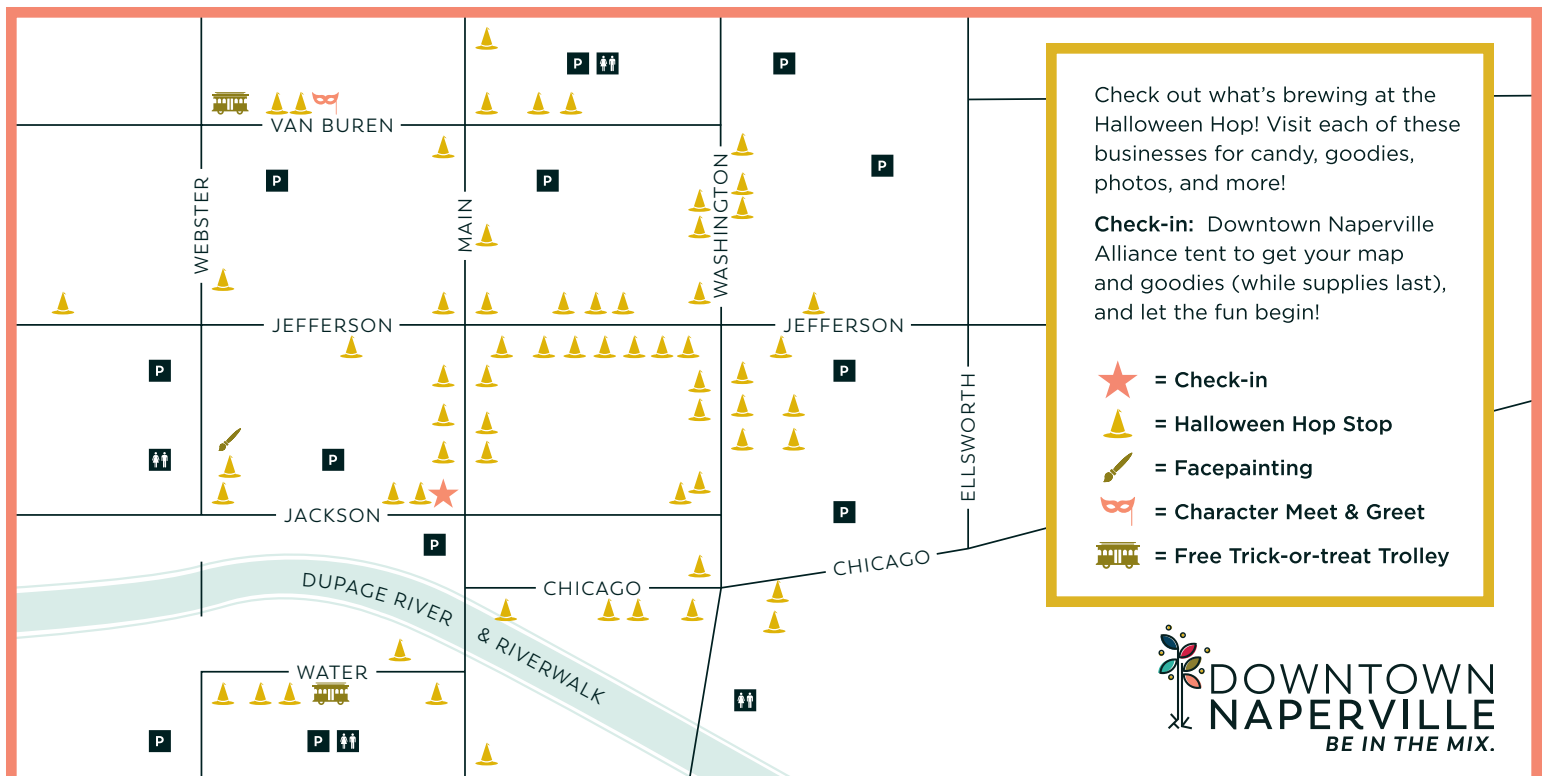 P
P
VAN BUREN
P
P
P
WEBSTER
MAIN
WASHINGTON
JEFFERSON
JEFFERSON
P
P
ELLSWORTH
P
JACKSON
P
P
CHICAGO
CHICAGO
DUPAGE RIVER
& RIVERWALK
WATER
P
P
Check out what’s brewing at the
Halloween Hop! Visit each of these
businesses for candy, goodies,
photos, and more!
Check-in: Downtown Naperville
Alliance tent to get your map
and goodies (while supplies last),
and let the fun begin!
= Check-in
= Halloween Hop Stop
= Facepainting
= Character Meet & Greet
= Free Trick-or-treat Trolley
DOWNTOWN
NAPERVILLE
BE IN THE MIX.